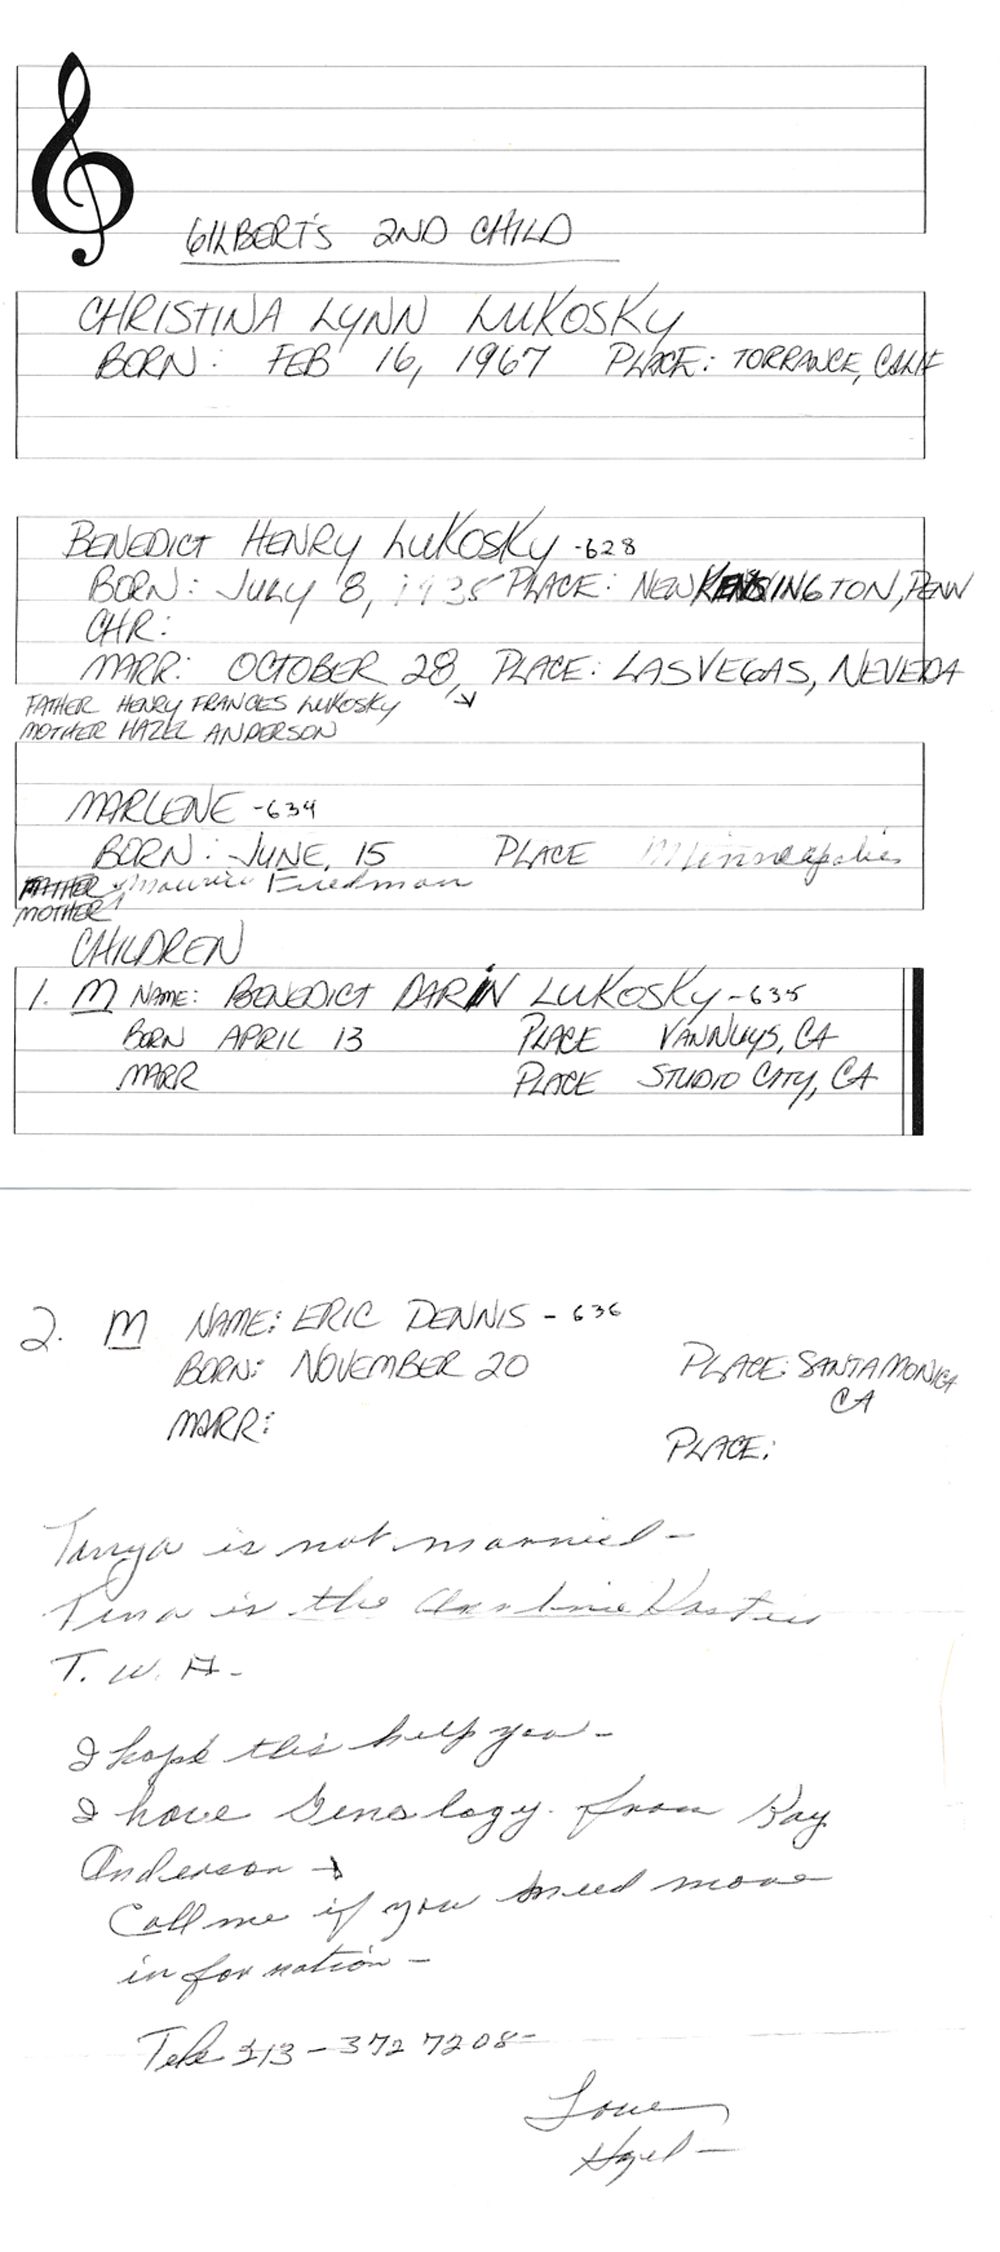 GILBERT'S 2ND CHILD
CHRISTINA LYNN LUKOSKY
BORN: FEB 16, 1967 PLACE: TORRANCE, CALIF
BENEDICT HENRY LUKOSKY -628
BORN: JULY 8, 1935 PLACE: NEW KENSINGTON, PENN
CHR:
MARR: OCTOBER 28, PLACE: LAS VEGAS, NEVEDA
FATHER HENRY FRANCES LUKOSKY
MOTHER HAZEL ANDERSON
MARLENE -634
BORN: JUNE, 15 PLACE Minneapolis
FATHER Maurice Friedman
MOTHER
CHILDREN
1. M NAME: BENEDICT DARIN LUKOSKY -635
BORN APRIL 13 PLACE VAN NUYS, CA
MARR PLACE STUDIO CITY, CA
2. M NAME: ERIC DENNIS - 636
BORN: NOVEMBER 20 PLACE: SANTA MONICA
CA
MARR:
PLACE:
Tanya is not married -
Tina is the
T. W. A. -
I hope this help you -
I have Genology. from Ray
Anderson
Call me if you need more
information -
Tele 213-372 7208-
Love
Hazel -